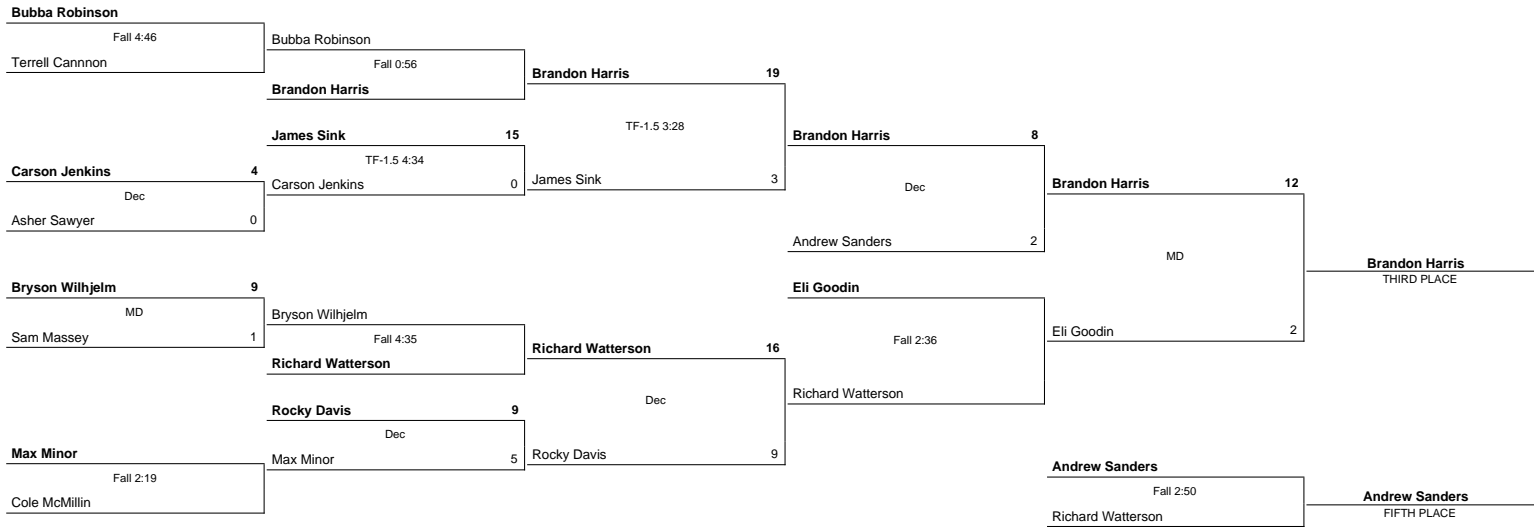 Bubba Robinson
Fall 4:46
Terrell Cannnon
Bubba Robinson
Fall 0:56
Brandon Harris
Brandon Harris 19
TF-1.5 3:28
James Sink 3
James Sink 15
TF-1.5 4:34
Carson Jenkins 0
Carson Jenkins 4
Dec
Asher Sawyer 0
Brandon Harris 8
Dec
Andrew Sanders 2
Brandon Harris 12
MD
Eli Goodin 2
Brandon Harris
THIRD PLACE
Bryson Wilhjelm 9
MD
Sam Massey 1
Bryson Wilhjelm
Fall 4:35
Richard Watterson
Richard Watterson 16
Dec
Rocky Davis 9
Eli Goodin
Fall 2:36
Richard Watterson
Rocky Davis 9
Dec
Max Minor 5
Max Minor
Fall 2:19
Cole McMillin
Andrew Sanders
Fall 2:50
Richard Watterson
Andrew Sanders
FIFTH PLACE